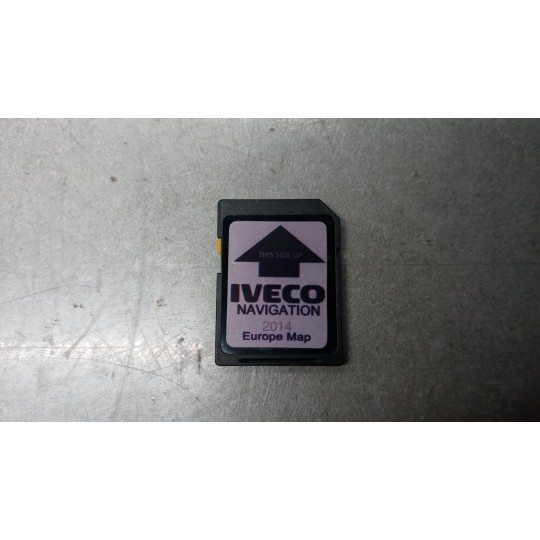 THIS SIDE UP
IVECO
NAVIGATION
2014
Europe Map